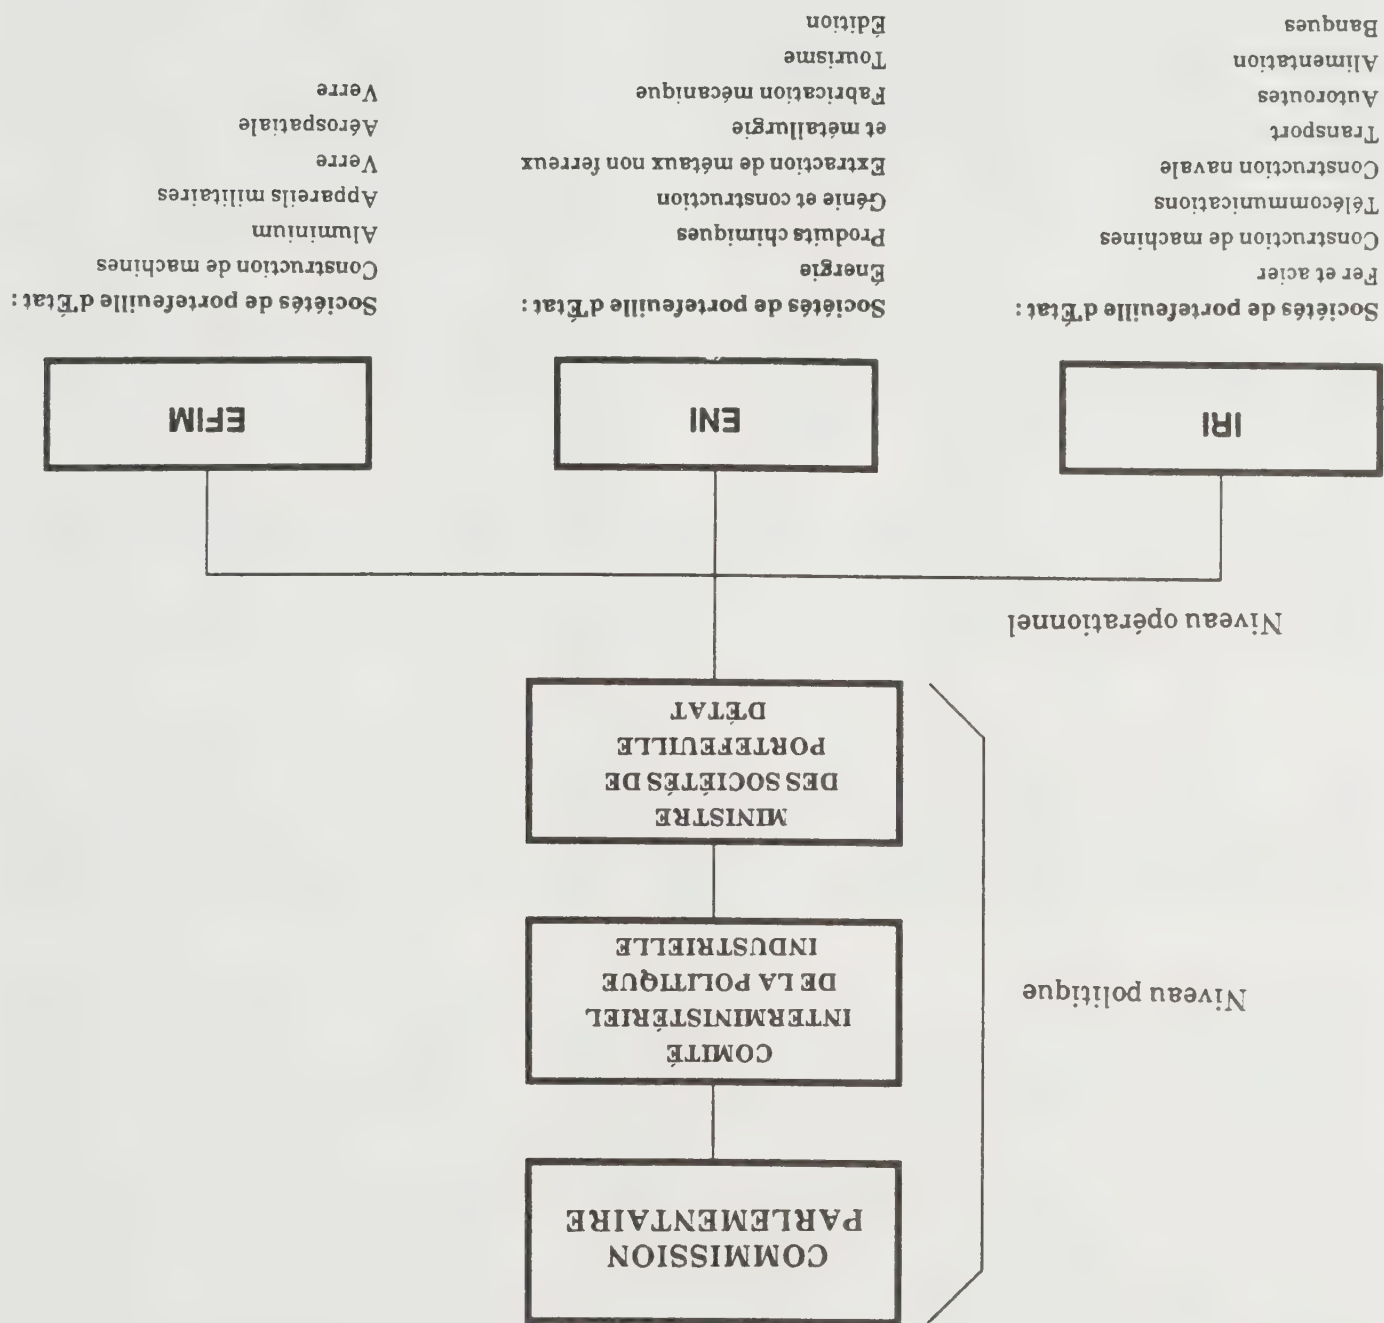 COMMISSION
PARLEMENTAIRE
Niveau politique
COMITÉ
INTERMINISTÉRIEL
DE LA POLITIQUE
INDUSTRIELLE
MINISTRE
DES SOCIÉTÉS DE
PORTEFEUILLE
D'ÉTAT
Niveau opérationnel
IRI
ENI
EFIM
Sociétés de portefeuille d'État :
Fer et acier
Construction de machines
Télécommunications
Construction navale
Transport
Autoroutes
Alimentation
Banques
Sociétés de portefeuille d'État :
Énergie
Produits chimiques
Génie et construction
Extraction de métaux non ferreux
et métallurgie
Fabrication mécanique
Tourisme
Édition
Sociétés de portefeuille d'État :
Construction de machines
Aluminium
Appareils militaires
Verre
Aérospatiale
Verre